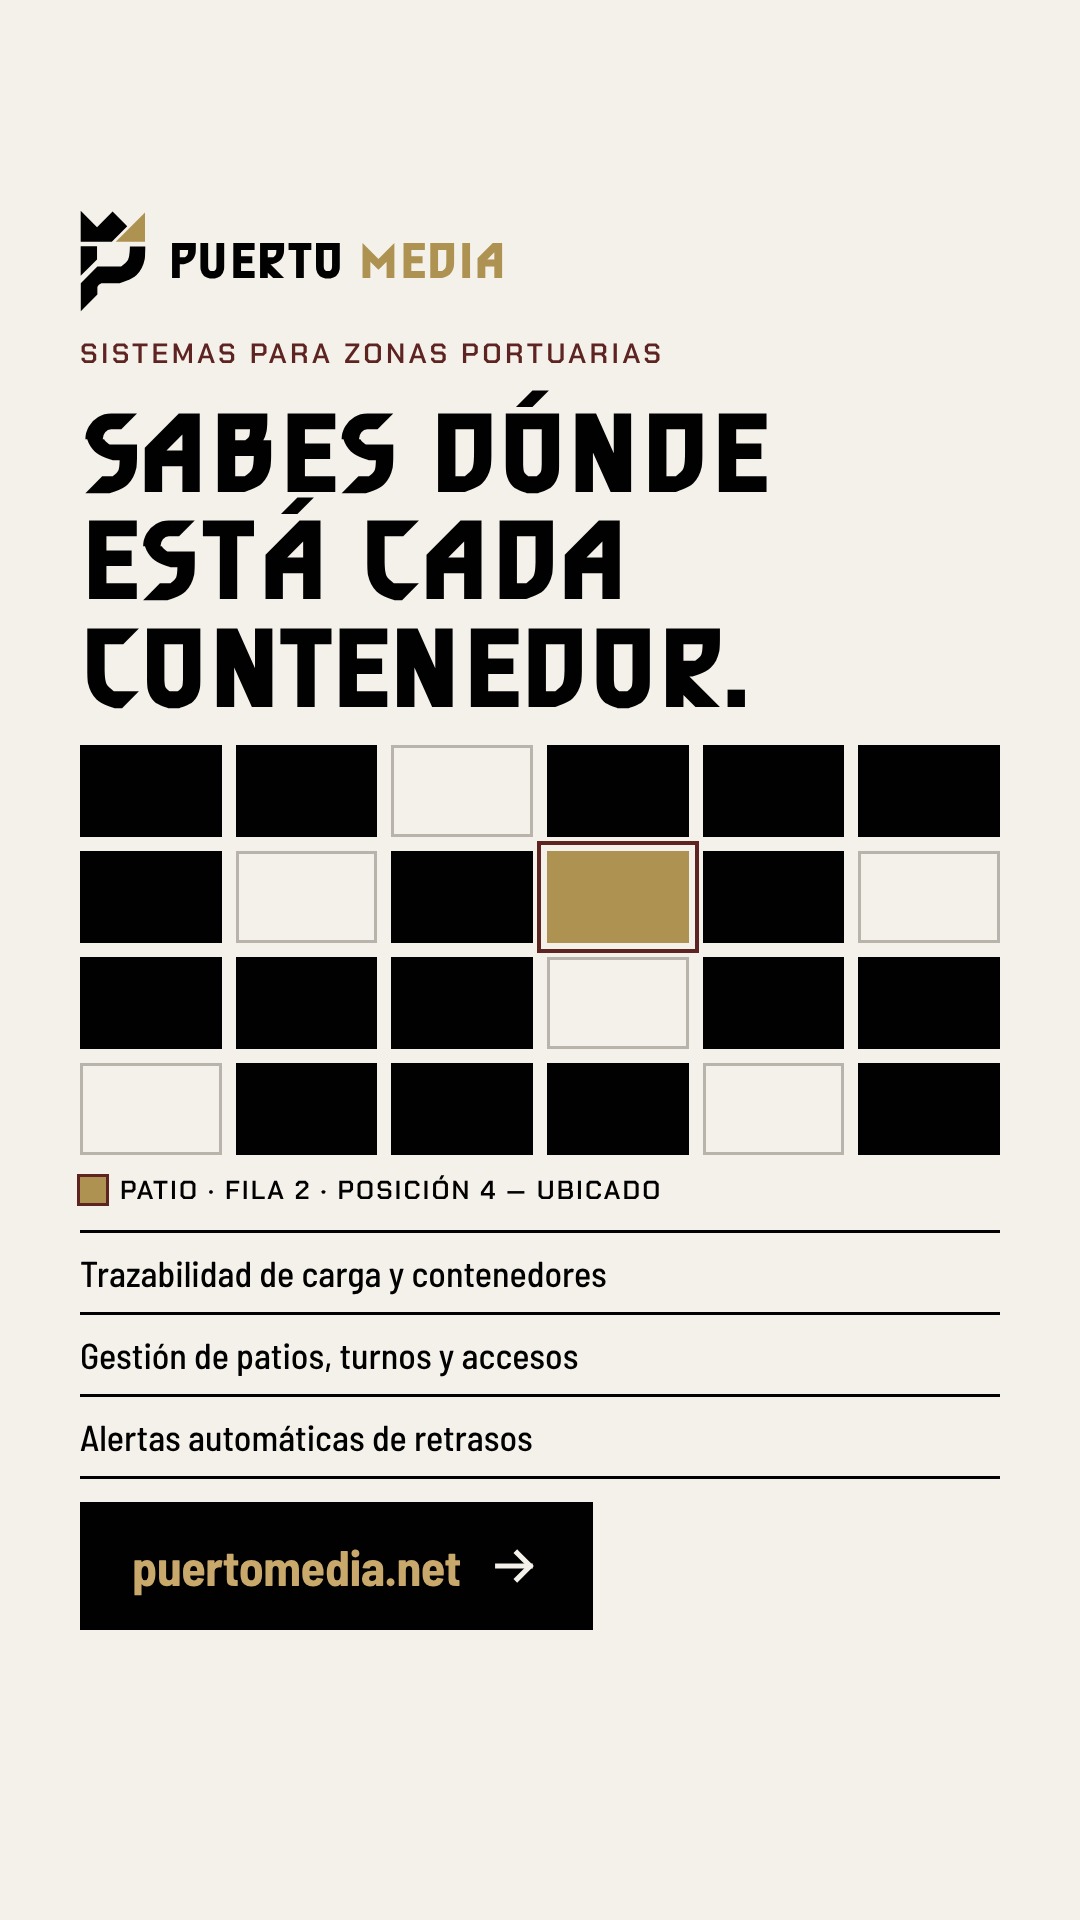 PUERTO MEDIA
SISTEMAS PARA ZONAS PORTUARIAS
SABES DÓNDE
ESTÁ CADA
CONTENEDOR.
PATIO · FILA 2 · POSICIÓN 4 — UBICADO
Trazabilidad de carga y contenedores
Gestión de patios, turnos y accesos
Alertas automáticas de retrasos
puertomedia.net →